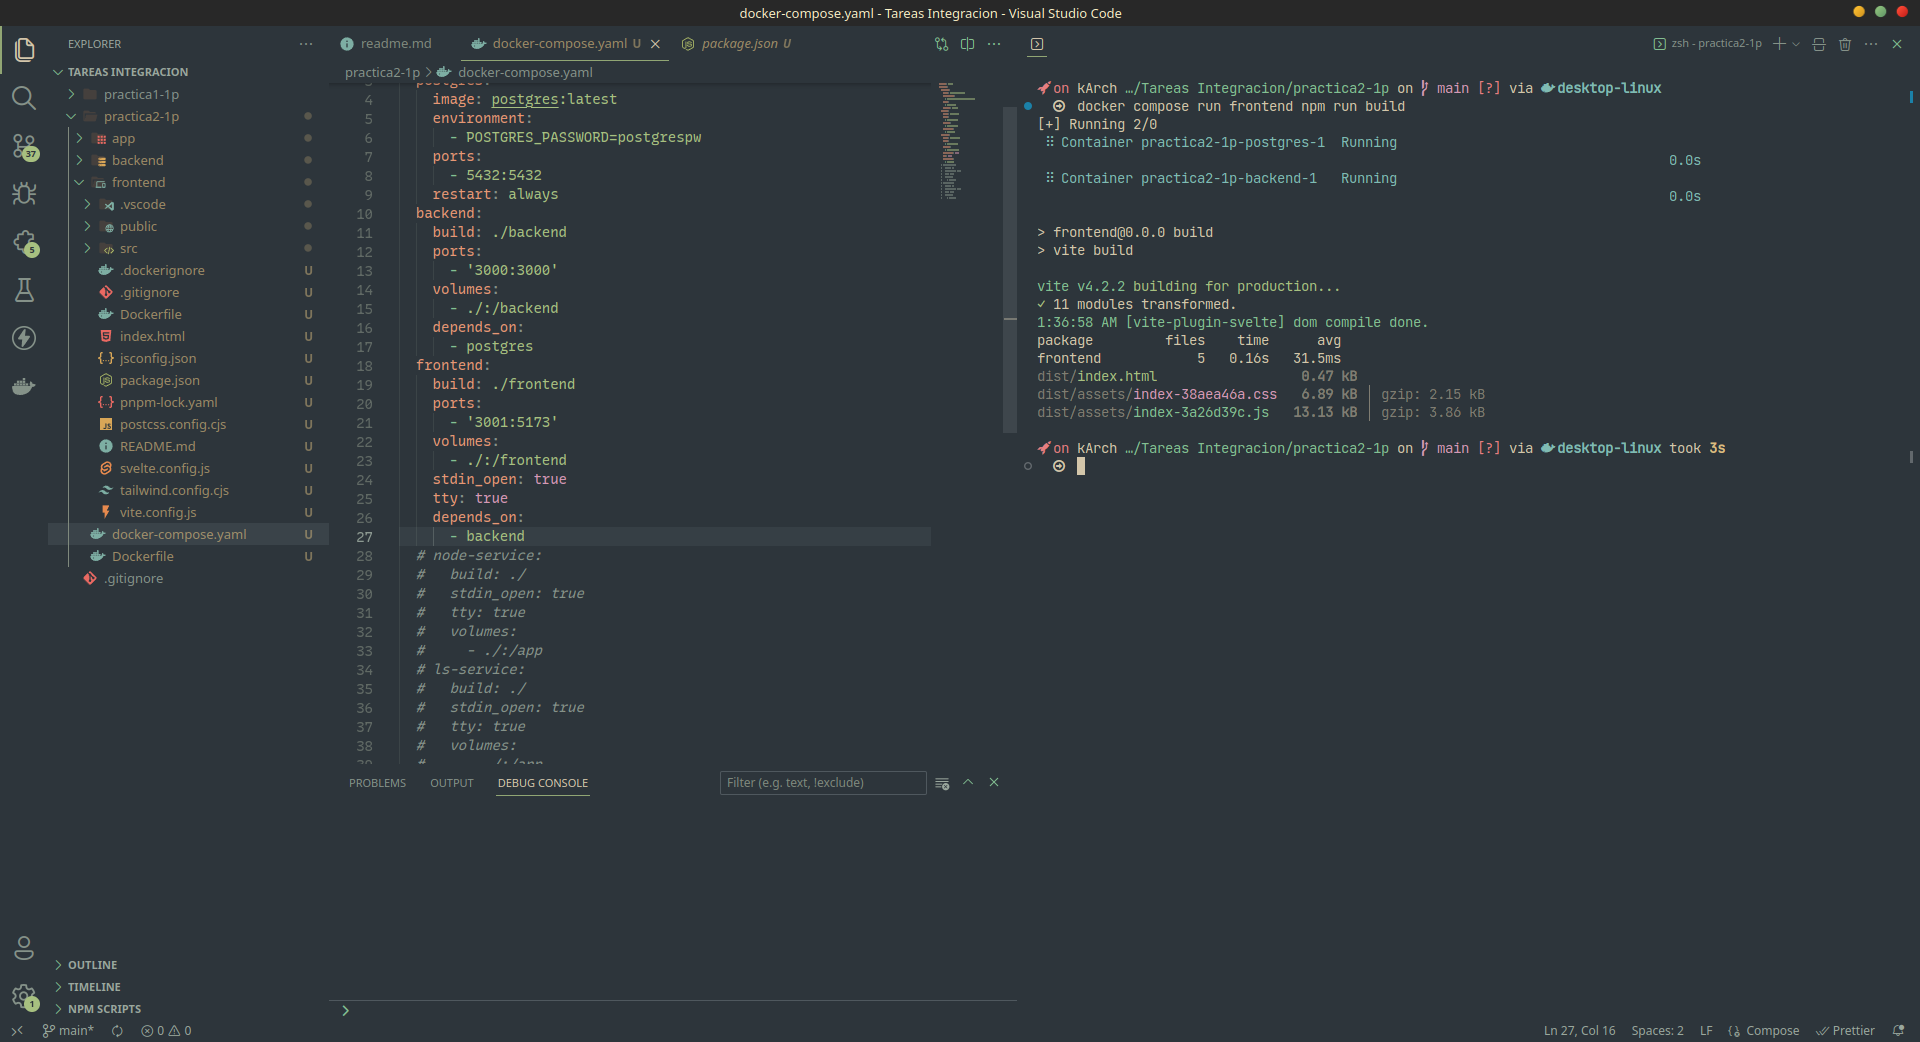 docker-compose.yaml - Tareas Integracion - Visual Studio Code
EXPLORER
TAREAS INTEGRACION
practica1-1p
practica2-1p
app
backend
frontend
.vscode
public
src
.dockerignore U
.gitignore U
Dockerfile U
index.html U
jsconfig.json U
package.json U
pnpm-lock.yaml U
postcss.config.cjs U
README.md U
svelte.config.js U
tailwind.config.cjs U
vite.config.js U
docker-compose.yaml U
Dockerfile U
.gitignore
OUTLINE
TIMELINE
NPM SCRIPTS
37
5
1
readme.md
docker-compose.yaml U
package.json U
practica2-1p > docker-compose.yaml
3 postgres:
4 image: postgres:latest
5 environment:
6 - POSTGRES_PASSWORD=postgrespw
7 ports:
8 - 5432:5432
9 restart: always
10 backend:
11 build: ./backend
12 ports:
13 - '3000:3000'
14 volumes:
15 - ./:/backend
16 depends_on:
17 - postgres
18 frontend:
19 build: ./frontend
20 ports:
21 - '3001:5173'
22 volumes:
23 - ./:/frontend
24 stdin_open: true
25 tty: true
26 depends_on:
27 - backend
28 # node-service:
29 #   build: ./
30 #   stdin_open: true
31 #   tty: true
32 #   volumes:
33 #     - ./:/app
34 # ls-service:
35 #   build: ./
36 #   stdin_open: true
37 #   tty: true
38 #   volumes:
39 #     - ./:/app
PROBLEMS OUTPUT DEBUG CONSOLE
Filter (e.g. text, !exclude)
zsh - practica2-1p
on kArch …/Tareas Integracion/practica2-1p on main [?] via desktop-linux
docker compose run frontend npm run build
[+] Running 2/0
Container practica2-1p-postgres-1 Running
0.0s
Container practica2-1p-backend-1 Running
0.0s
> frontend@0.0.0 build
> vite build
vite v4.2.2 building for production...
✓ 11 modules transformed.
1:36:58 AM [vite-plugin-svelte] dom compile done.
package files time avg
frontend 5 0.16s 31.5ms
dist/index.html 0.47 kB
dist/assets/index-38aea46a.css 6.89 kB │ gzip: 2.15 kB
dist/assets/index-3a26d39c.js 13.13 kB │ gzip: 3.86 kB
on kArch …/Tareas Integracion/practica2-1p on main [?] via desktop-linux took 3s
main* 0 0
Ln 27, Col 16 Spaces: 2 LF Compose Prettier